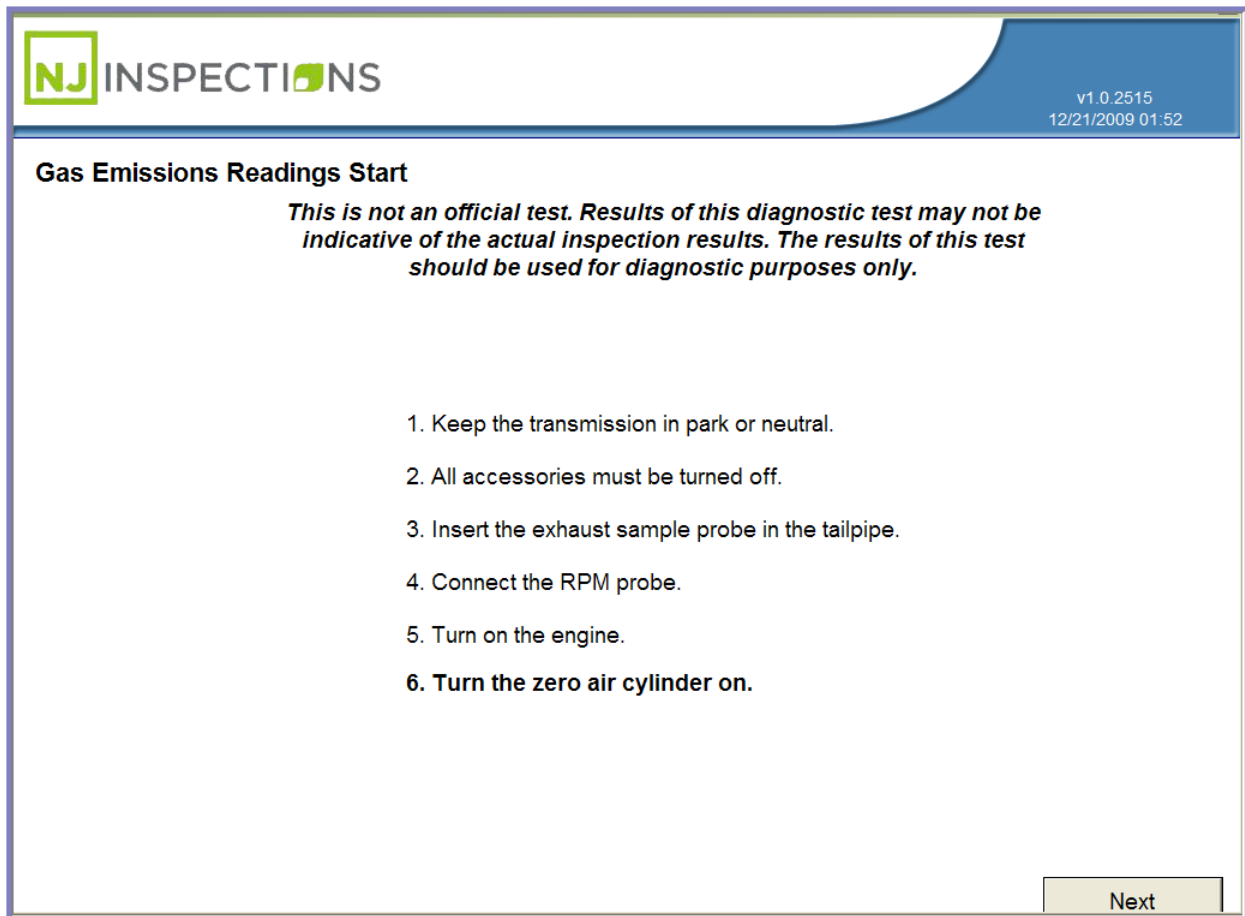 NJ INSPECTIONS
v1.0.2515
12/21/2009 01:52
Gas Emissions Readings Start
This is not an official test. Results of this diagnostic test may not be
indicative of the actual inspection results. The results of this test
should be used for diagnostic purposes only.
1. Keep the transmission in park or neutral.
2. All accessories must be turned off.
3. Insert the exhaust sample probe in the tailpipe.
4. Connect the RPM probe.
5. Turn on the engine.
6. Turn the zero air cylinder on.
Next